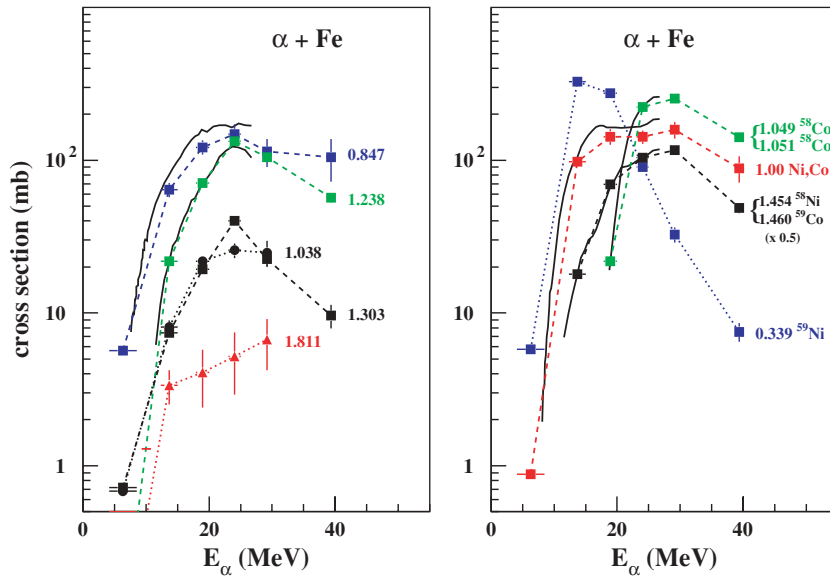 α + Fe
cross section (mb)
10²
10
1
0.847
1.238
1.038
1.303
1.811
0 20 40
Eα (MeV)
α + Fe
10²
10
1
{1.049 ⁵⁸Co
1.051 ⁵⁸Co
1.00 Ni,Co
{1.454 ⁵⁸Ni
1.460 ⁵⁹Co
(x 0.5)
0.339 ⁵⁹Ni
0 20 40
Eα (MeV)